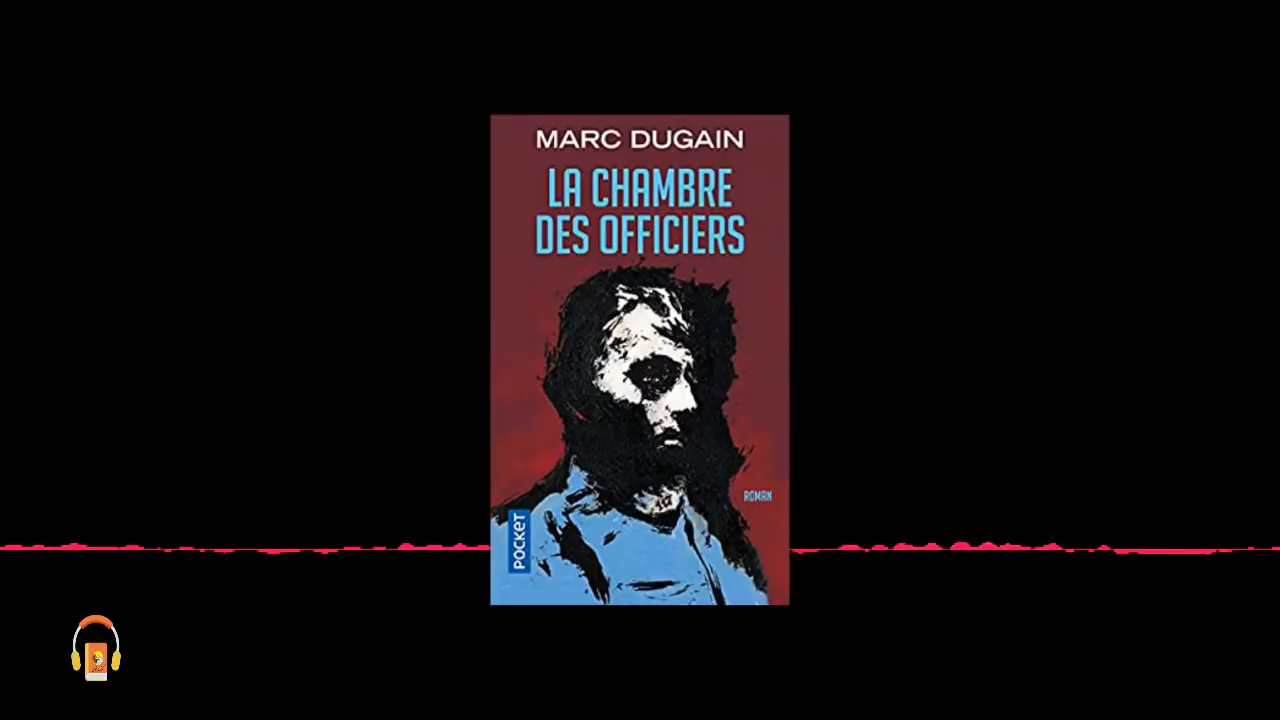 MARC DUGAIN
LA CHAMBRE
DES OFFICIERS
ROMAN
POCKET